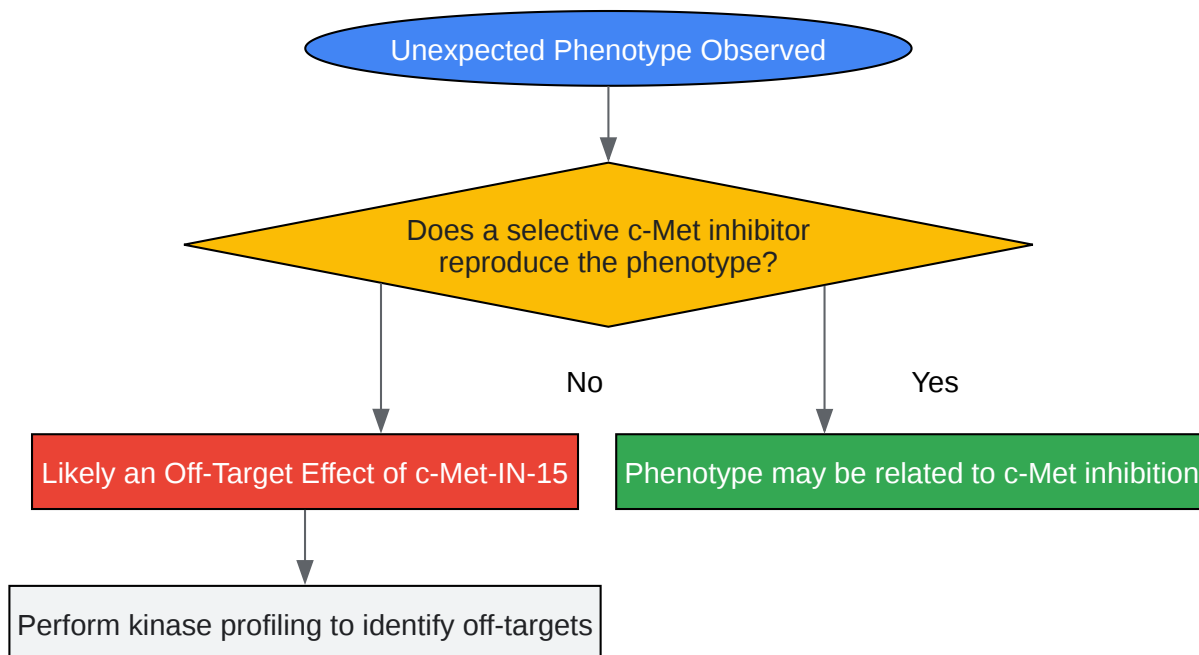 Unexpected Phenotype Observed
Does a selective c-Met inhibitor
reproduce the phenotype?
No
Yes
Likely an Off-Target Effect of c-Met-IN-15
Phenotype may be related to c-Met inhibition
Perform kinase profiling to identify off-targets